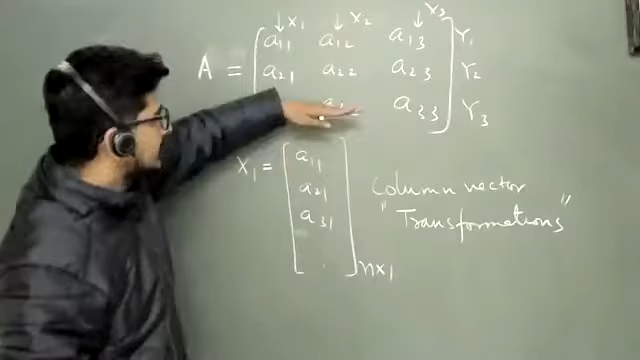 ↓X₁ ↓X₂ ↓X₃
a₁₁ a₁₂ a₁₃ Y₁
A = a₂₁ a₂₂ a₂₃ Y₂
a₃₃ Y₃
X₁ = a₁₁
a₂₁
a₃₁
n×1
Column vector
"Transformations"